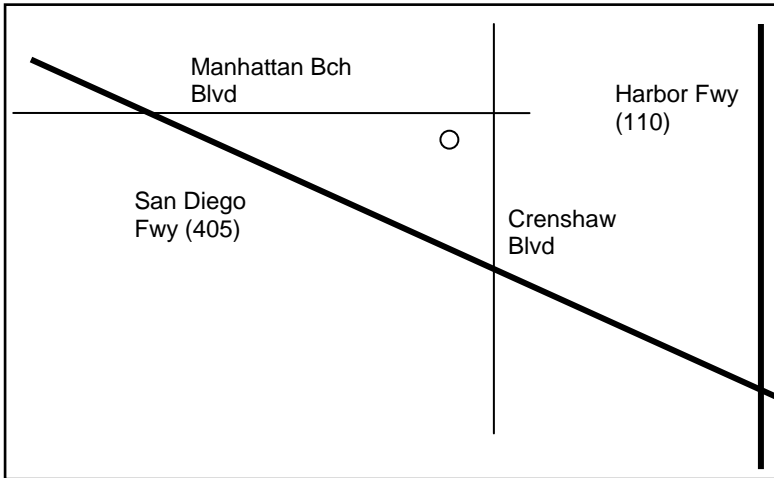 Manhattan Bch
Blvd
Harbor Fwy
(110)
San Diego
Fwy (405)
Crenshaw
Blvd